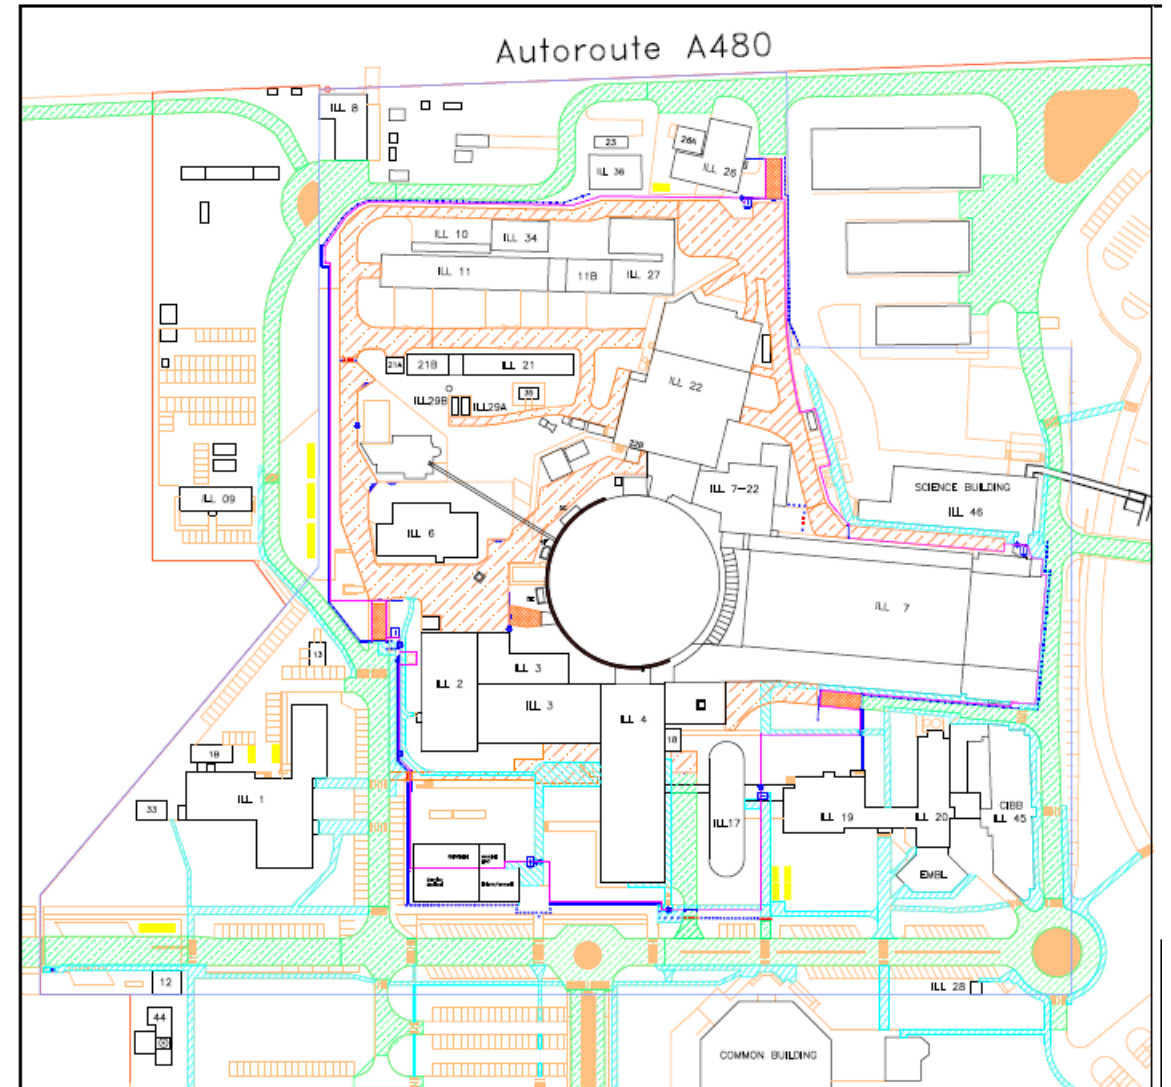 Autoroute A480
ILL 8
23
26A
ILL 36
ILL 26
ILL 10
ILL 34
ILL 11
11B
ILL 27
21A
21B
ILL 21
ILL 22
ILL29B
ILL29A
35
22B
ILL 09
ILL 7-22
SCIENCE BUILDING
ILL 46
ILL 6
ILL 7
13
ILL 2
ILL 3
ILL 3
ILL 4
18
1B
ILL 1
33
ILL17
ILL 19
ILL 20
CIBB
ILL 45
EMBL
12
ILL 28
44
COMMON BUILDING